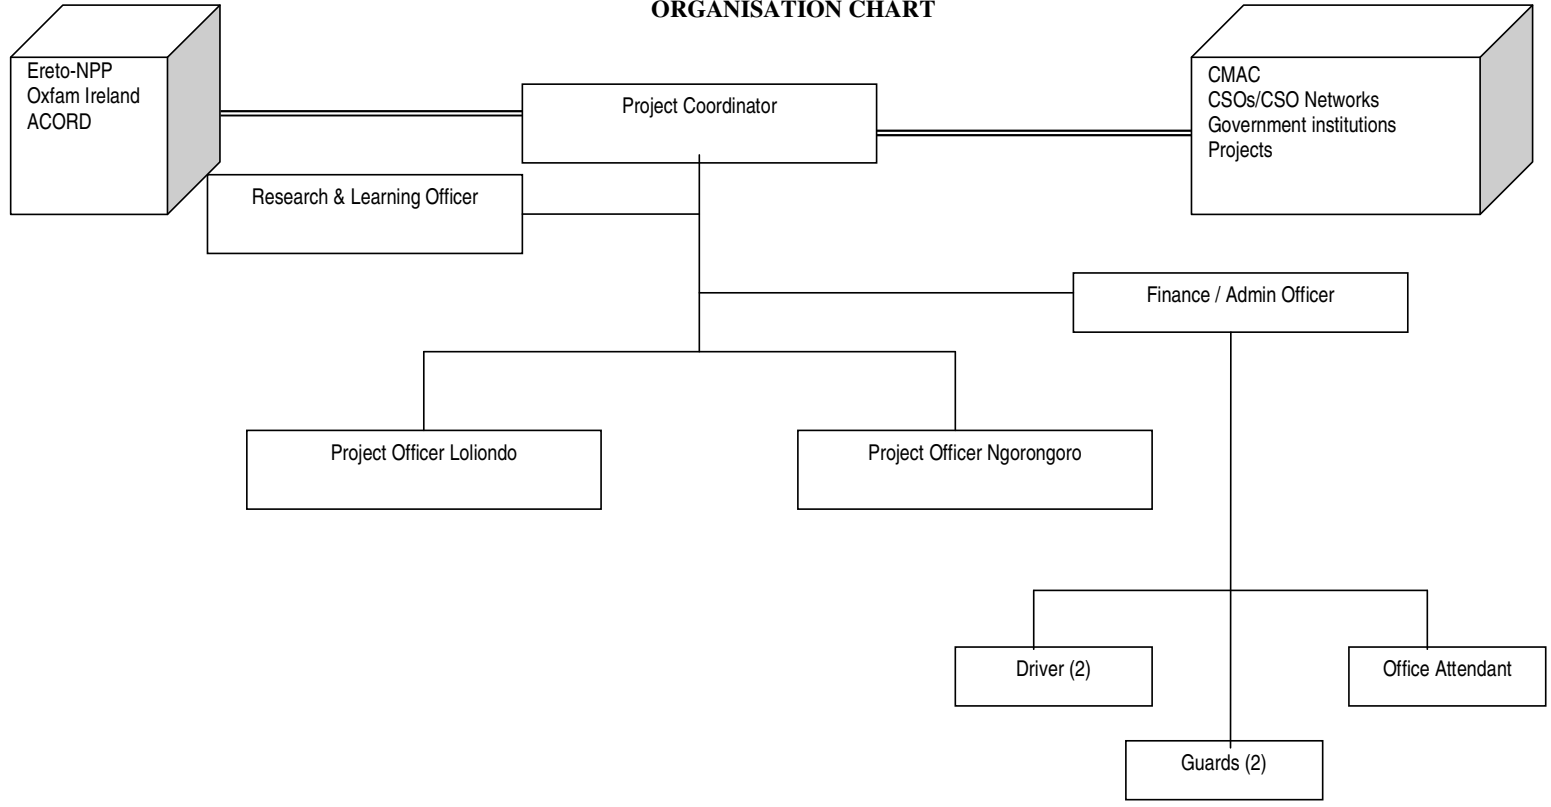 ORGANISATION CHART
Ereto-NPP
Oxfam Ireland
ACORD
Project Coordinator
CMAC
CSOs/CSO Networks
Government institutions
Projects
Research & Learning Officer
Finance / Admin Officer
Project Officer Loliondo
Project Officer Ngorongoro
Driver (2)
Office Attendant
Guards (2)